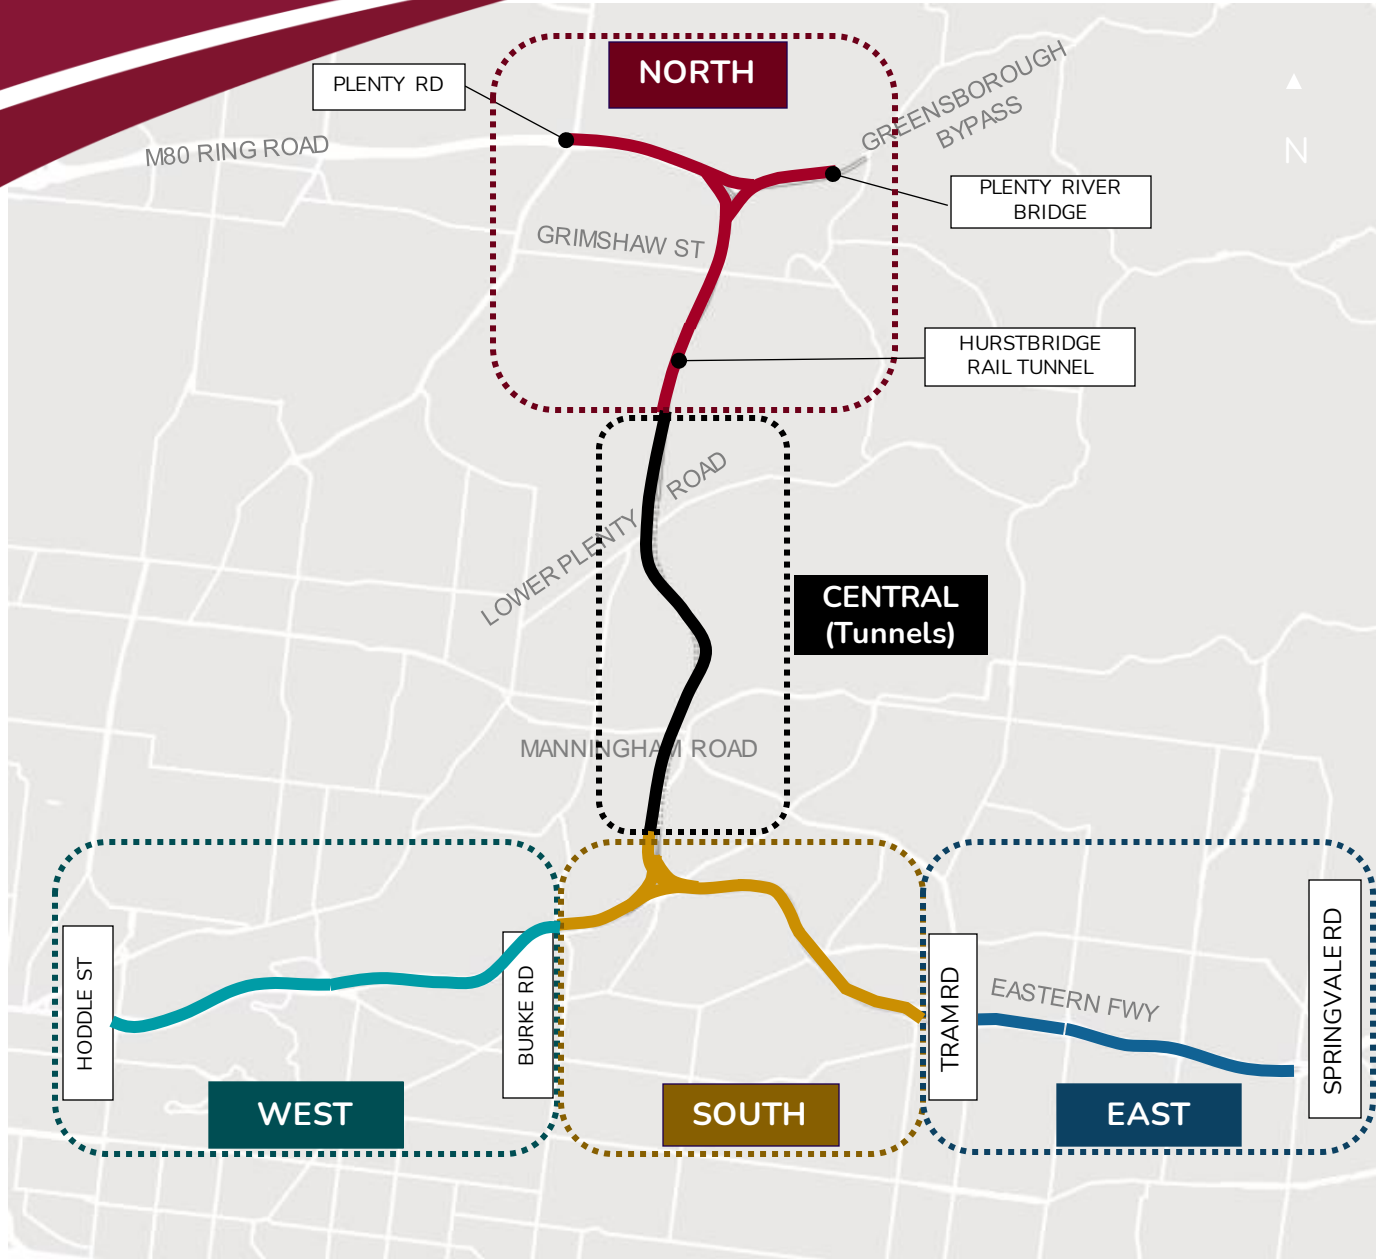 NORTH
PLENTY RD
GREENSBOROUGH
BYPASS
M80 RING ROAD
N
PLENTY RIVER
BRIDGE
GRIMSHAW ST
HURSTBRIDGE
RAIL TUNNEL
LOWER PLENTY ROAD
CENTRAL
(Tunnels)
MANNINGHAM ROAD
HODDLE ST
BURKE RD
TRAM RD
EASTERN FWY
SPRINGVALE RD
WEST
SOUTH
EAST